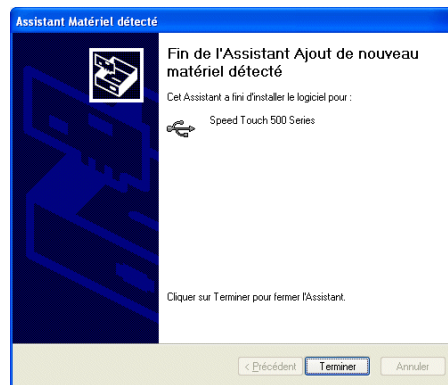 Assistant Matériel détecté
Fin de l'Assistant Ajout de nouveau
matériel détecté
Cet Assistant a fini d'installer le logiciel pour :
Speed Touch 500 Series
Cliquer sur Terminer pour fermer l'Assistant.
< Précédent Terminer Annuler